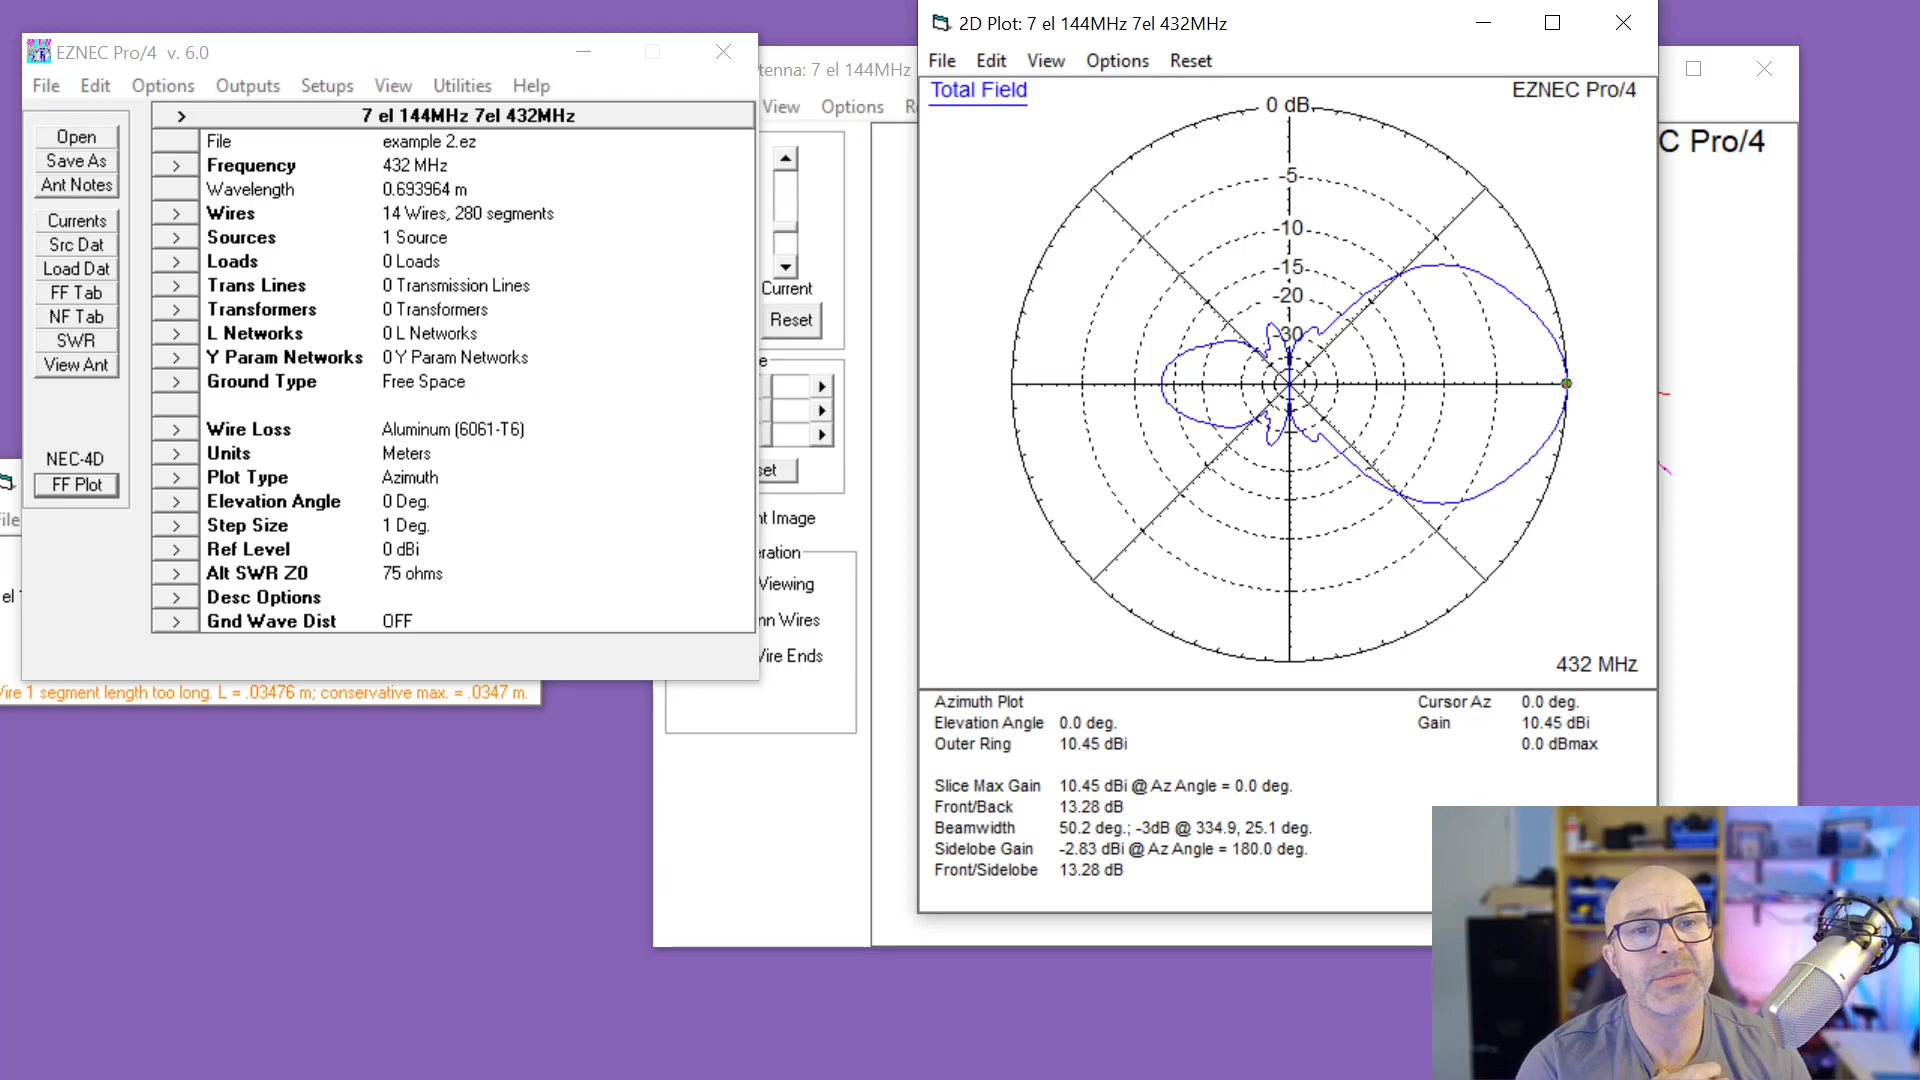 EZNEC Pro/4 v. 6.0
File Edit Options Outputs Setups View Utilities Help
Open
Save As
Ant Notes
Currents
Src Dat
Load Dat
FF Tab
NF Tab
SWR
View Ant
NEC-4D
FF Plot
> 7 el 144MHz 7el 432MHz
File example 2.ez
> Frequency 432 MHz
Wavelength 0.693964 m
> Wires 14 Wires, 280 segments
> Sources 1 Source
> Loads 0 Loads
> Trans Lines 0 Transmission Lines
> Transformers 0 Transformers
> L Networks 0 L Networks
> Y Param Networks 0 Y Param Networks
> Ground Type Free Space
> Wire Loss Aluminum (6061-T6)
> Units Meters
> Plot Type Azimuth
> Elevation Angle 0 Deg.
> Step Size 1 Deg.
> Ref Level 0 dBi
> Alt SWR Z0 75 ohms
> Desc Options
> Gnd Wave Dist OFF
File
el
Wire 1 segment length too long. L = .03476 m; conservative max. = .0347 m.
tenna: 7 el 144MHz
View Options R
Current
Reset
e
set
nt Image
eration
Viewing
nn Wires
Wire Ends
C Pro/4
2D Plot: 7 el 144MHz 7el 432MHz
File Edit View Options Reset
Total Field
EZNEC Pro/4
0 dB
-5
-10
-15
-20
-30
432 MHz
Azimuth Plot
Elevation Angle 0.0 deg.
Outer Ring 10.45 dBi
Cursor Az 0.0 deg.
Gain 10.45 dBi
0.0 dBmax
Slice Max Gain 10.45 dBi @ Az Angle = 0.0 deg.
Front/Back 13.28 dB
Beamwidth 50.2 deg.; -3dB @ 334.9, 25.1 deg.
Sidelobe Gain -2.83 dBi @ Az Angle = 180.0 deg.
Front/Sidelobe 13.28 dB